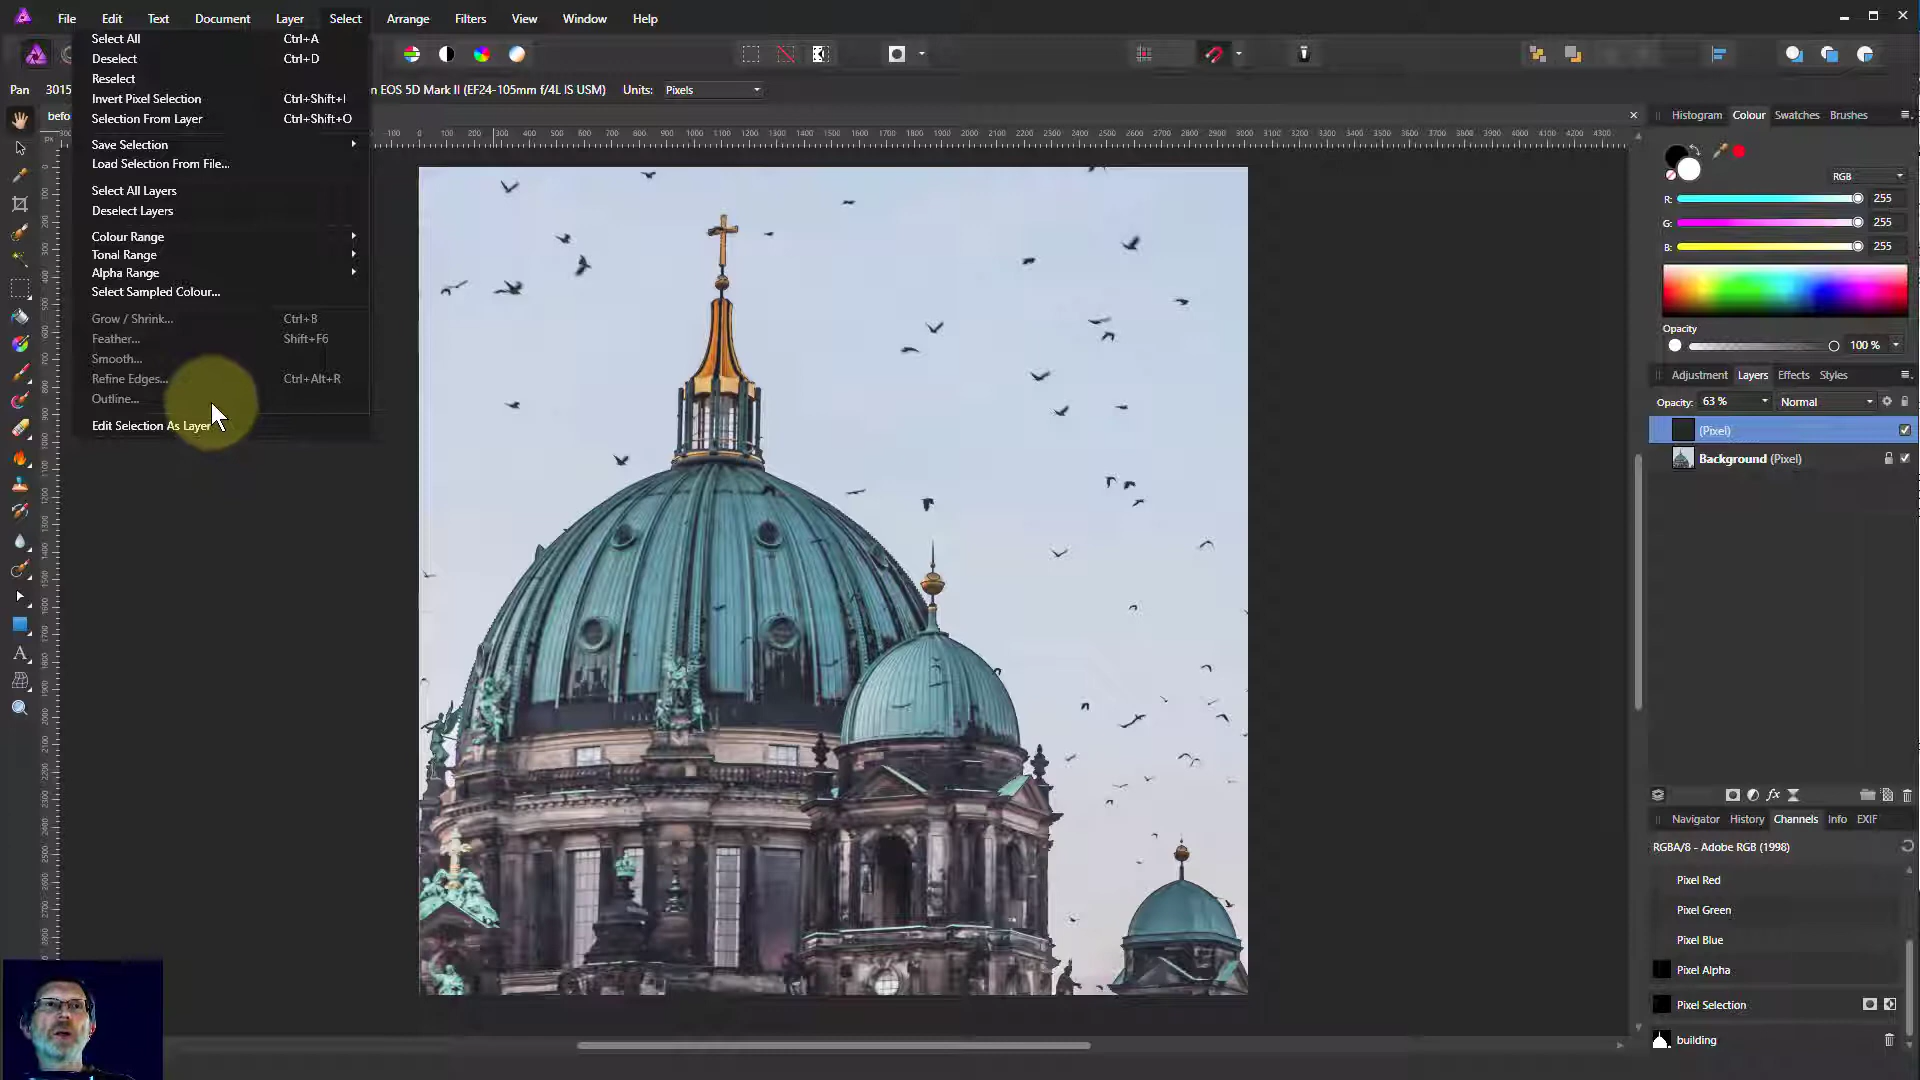 File Edit Text Document Layer Select Arrange Filters View Window Help
Select All Ctrl+A
Deselect Ctrl+D
Reselect
Invert Pixel Selection Ctrl+Shift+I
Selection From Layer Ctrl+Shift+O
Save Selection
Load Selection From File...
Select All Layers
Deselect Layers
Colour Range
Tonal Range
Alpha Range
Select Sampled Colour...
Grow / Shrink... Ctrl+B
Feather... Shift+F6
Smooth...
Refine Edges... Ctrl+Alt+R
Outline...
Edit Selection As Layer
Pan 3015 n EOS 5D Mark II (EF24-105mm f/4L IS USM) Units: Pixels
befo
Histogram Colour Swatches Brushes
RGB
R: 255
G: 255
B: 255
Opacity
100 %
Adjustment Layers Effects Styles
Opacity: 63 % Normal
(Pixel)
Background (Pixel)
Navigator History Channels Info EXIF
RGBA/8 - Adobe RGB (1998)
Pixel Red
Pixel Green
Pixel Blue
Pixel Alpha
Pixel Selection
building